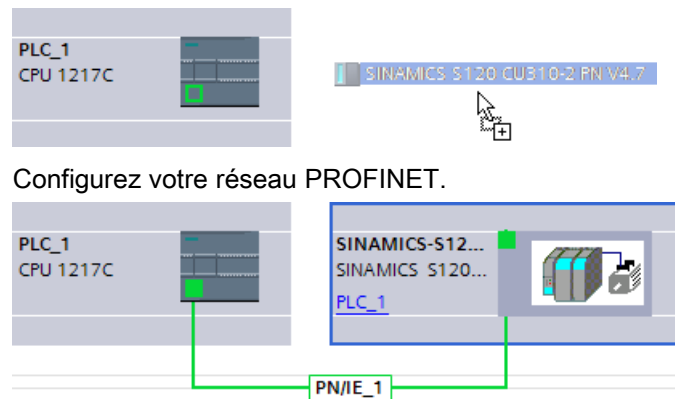 PLC_1
CPU 1217C
SINAMICS S120 CU310-2 PN V4.7
Configurez votre réseau PROFINET.
PLC_1
CPU 1217C
SINAMICS-S12...
SINAMICS S120...
PLC_1
PN/IE_1